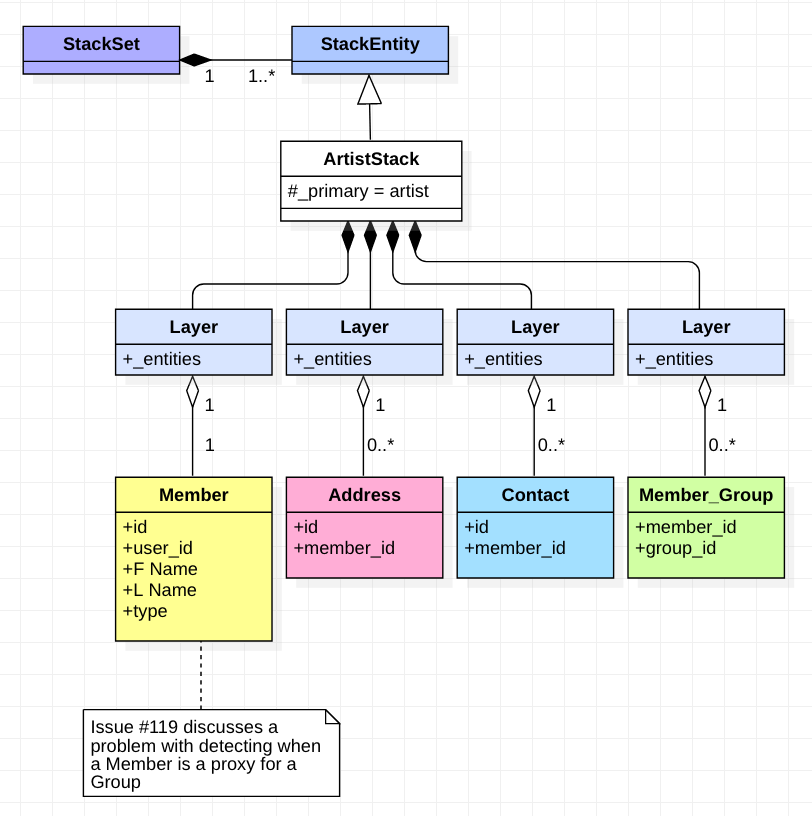 StackSet
StackEntity
1
1..*
ArtistStack
#_primary = artist
Layer
Layer
Layer
Layer
+_entities
+_entities
+_entities
+_entities
1
1
1
1
1
0..*
0..*
0..*
Member
Address
Contact
Member_Group
+id
+user_id
+F Name
+L Name
+type
+id
+member_id
+id
+member_id
+member_id
+group_id
Issue #119 discusses a
problem with detecting when
a Member is a proxy for a
Group